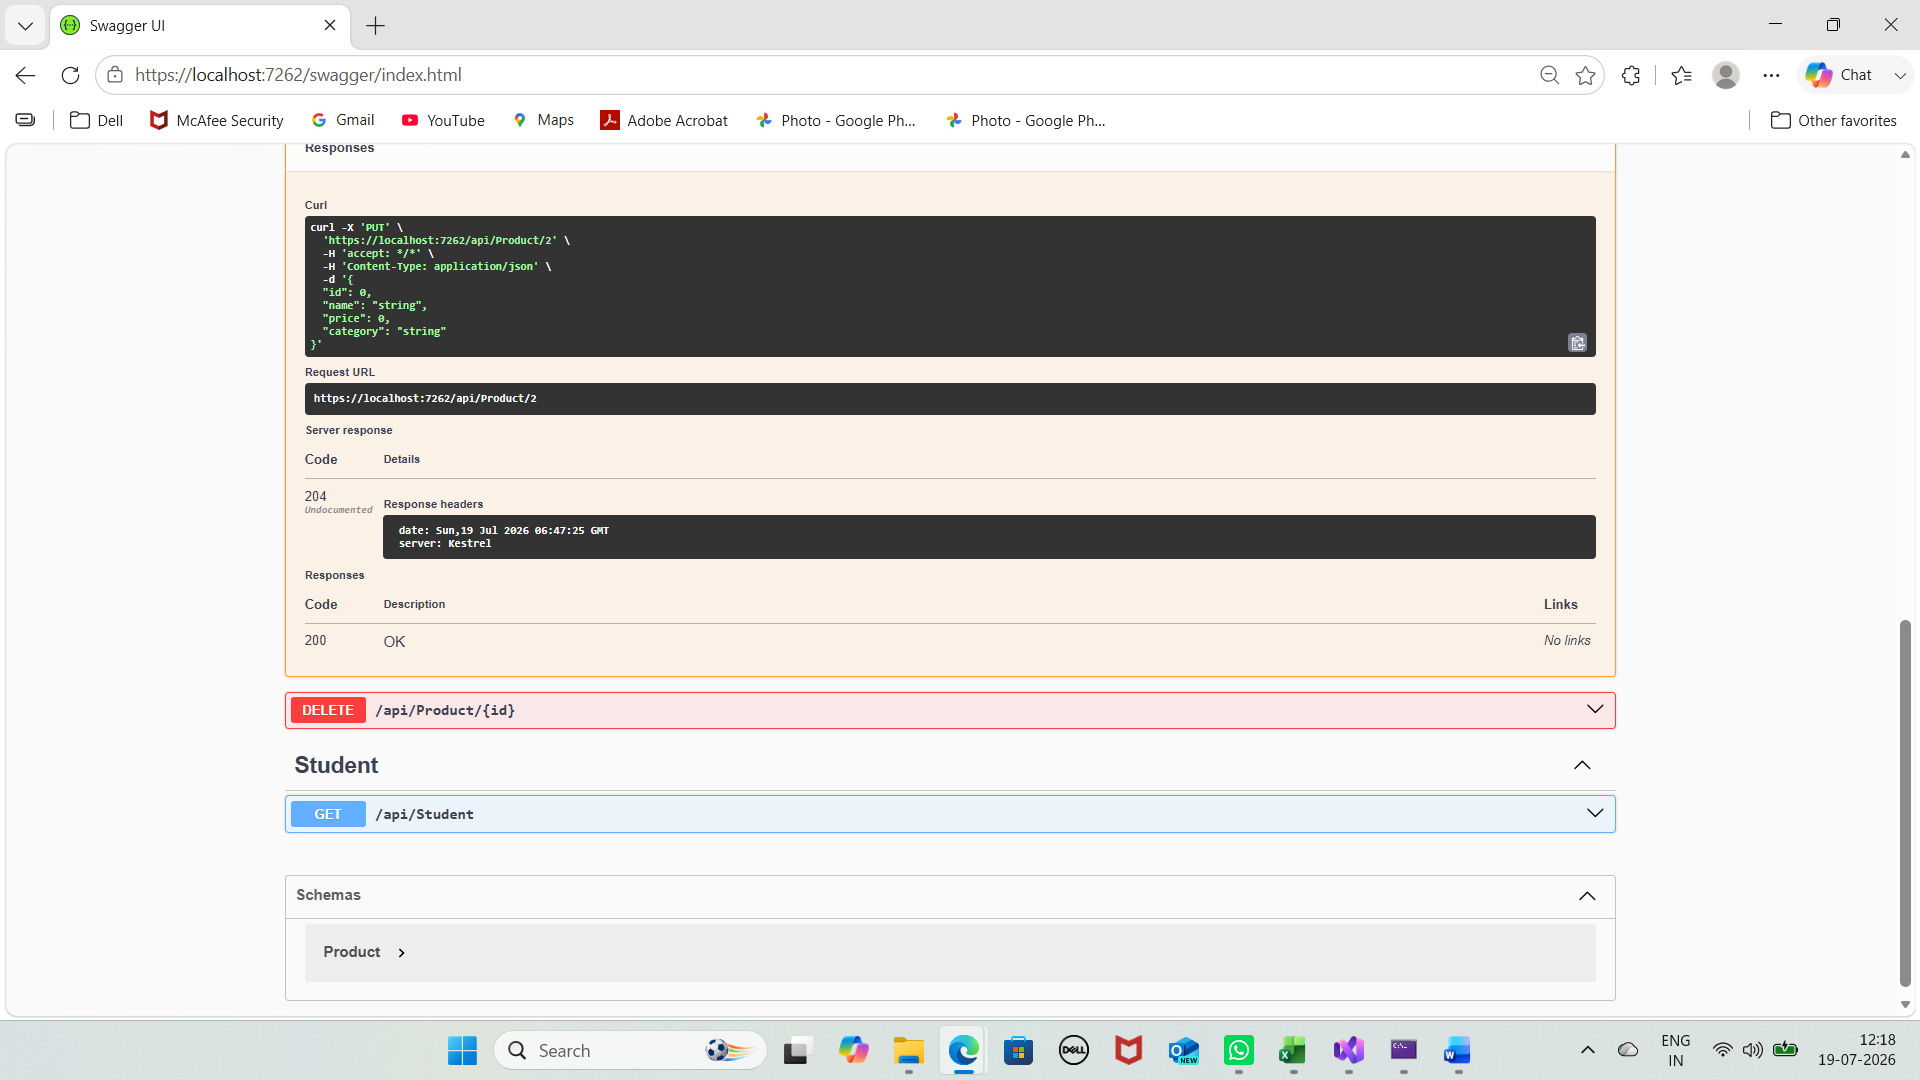 Swagger UI
https://localhost:7262/swagger/index.html
Chat
Dell
McAfee Security
Gmail
YouTube
Maps
Adobe Acrobat
Photo - Google Ph...
Photo - Google Ph...
Other favorites
Responses
Curl
curl -X 'PUT' \
'https://localhost:7262/api/Product/2' \
-H 'accept: */*' \
-H 'Content-Type: application/json' \
-d '{
"id": 0,
"name": "string",
"price": 0,
"category": "string"
}'
Request URL
https://localhost:7262/api/Product/2
Server response
Code Details
204
Undocumented
Response headers
date: Sun,19 Jul 2026 06:47:25 GMT
server: Kestrel
Responses
Code Description Links
200 OK No links
DELETE /api/Product/{id}
Student
GET /api/Student
Schemas
Product
Search
DELL
NEW
ENG
IN
12:18
19-07-2026